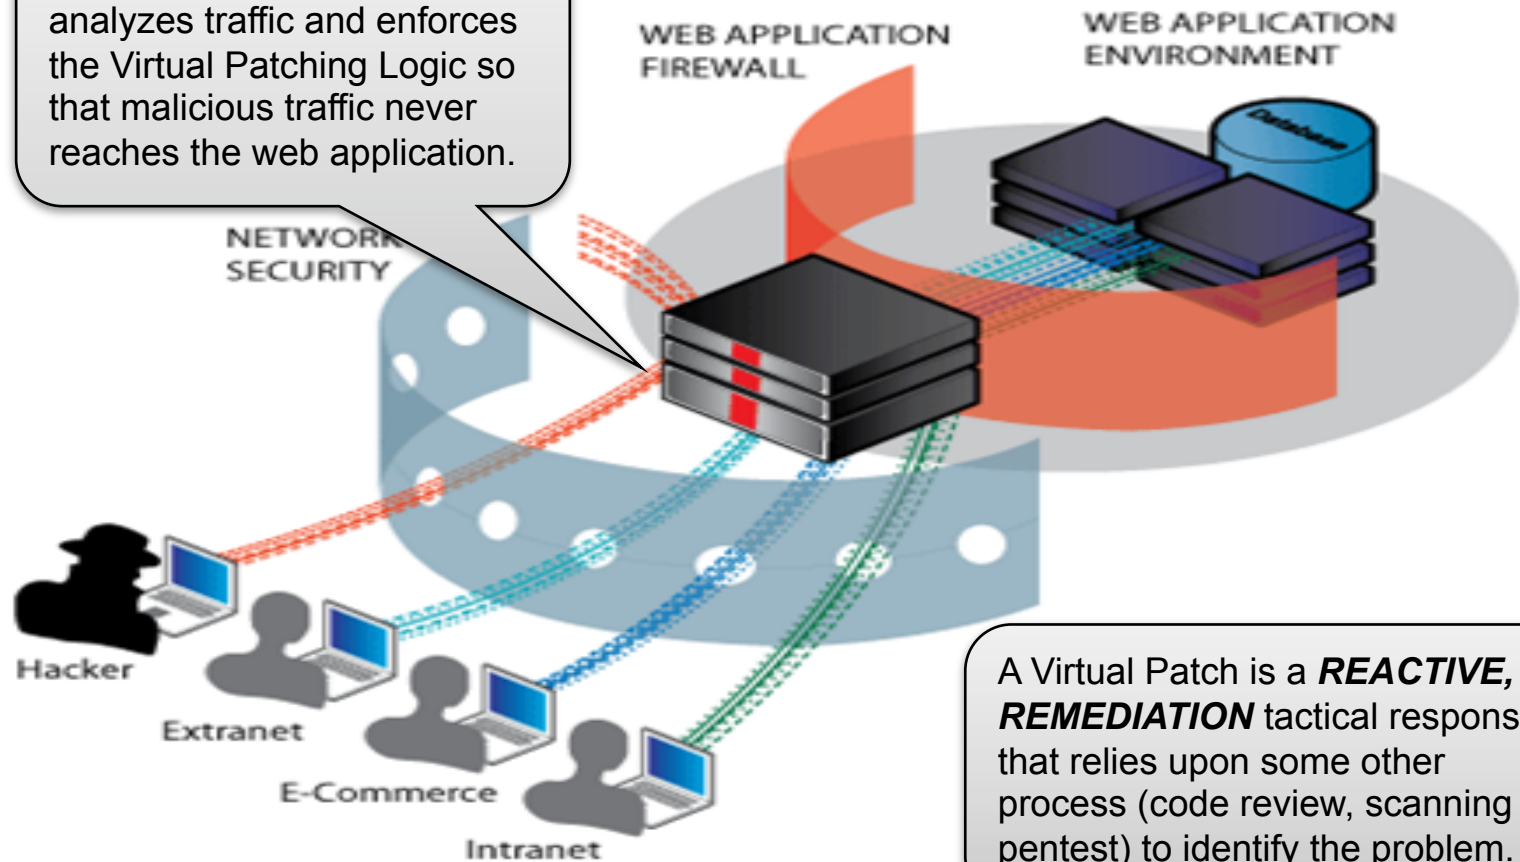 analyzes traffic and enforces
the Virtual Patching Logic so
that malicious traffic never
reaches the web application.
WEB APPLICATION
FIREWALL
WEB APPLICATION
ENVIRONMENT
Database
NETWORK
SECURITY
Hacker
Extranet
E-Commerce
Intranet
A Virtual Patch is a REACTIVE,
REMEDIATION tactical respons
that relies upon some other
process (code review, scanning
pentest) to identify the problem.